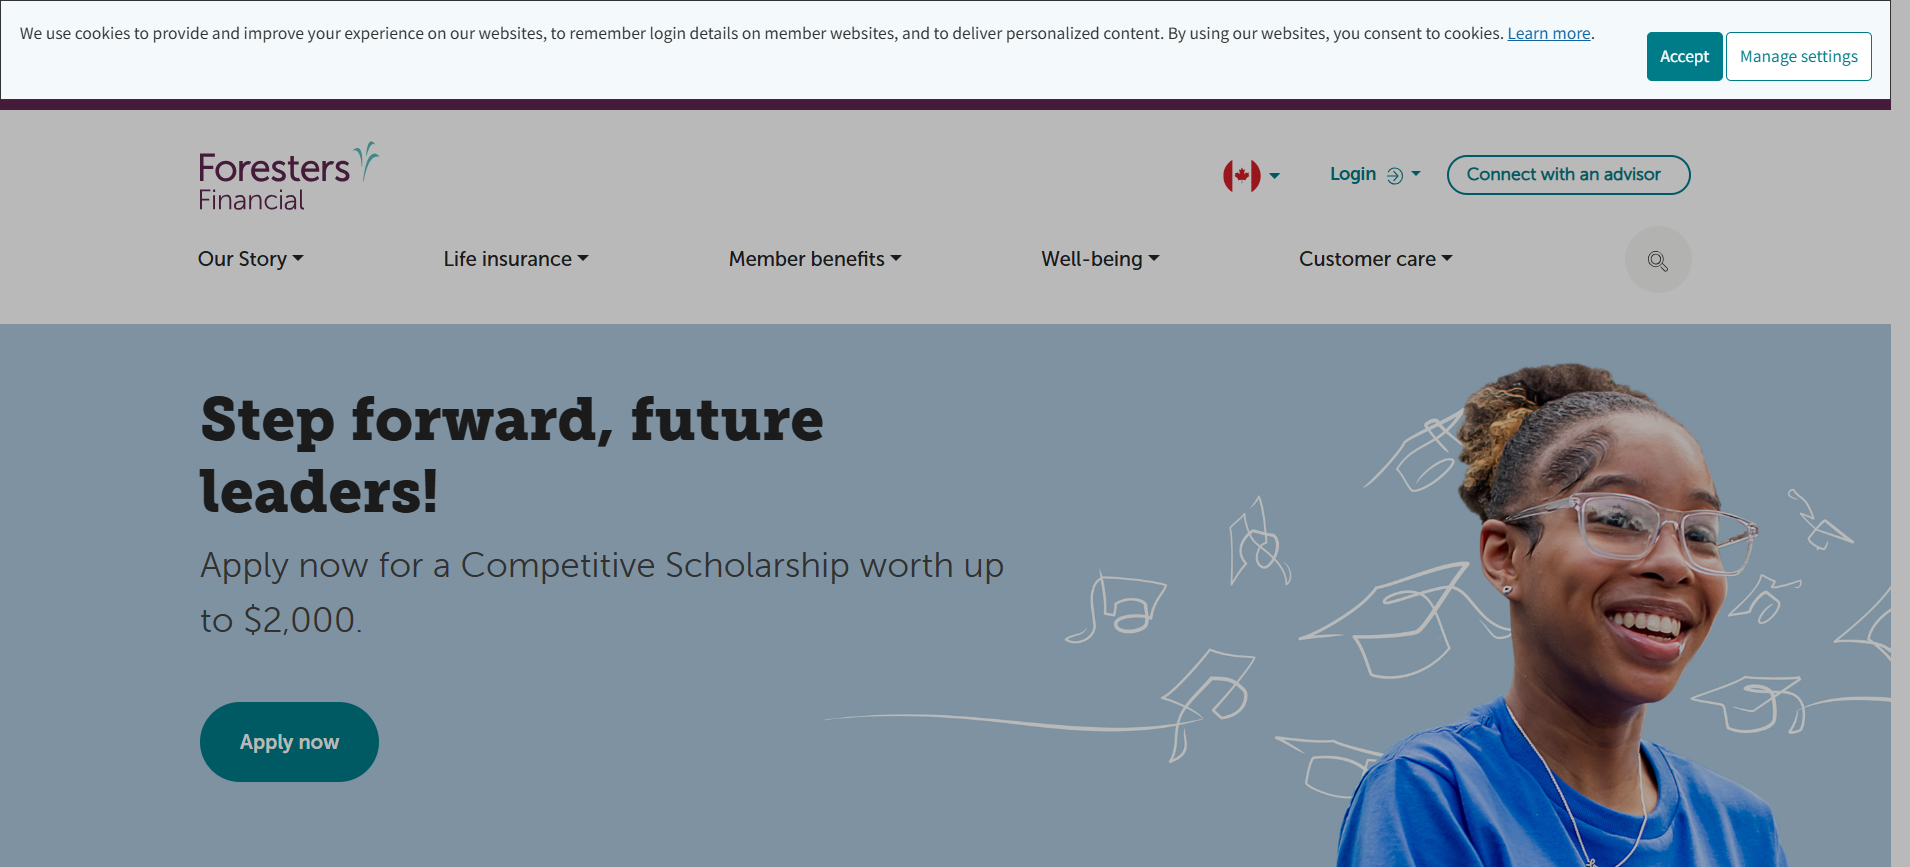 We use cookies to provide and improve your experience on our websites, to remember login details on member websites, and to deliver personalized content. By using our websites, you consent to cookies. Learn more.
Accept
Manage settings
Foresters
Financial
Login
Connect with an advisor
Our Story
Life insurance
Member benefits
Well-being
Customer care
Step forward, future
leaders!
Apply now for a Competitive Scholarship worth up
to $2,000.
Apply now